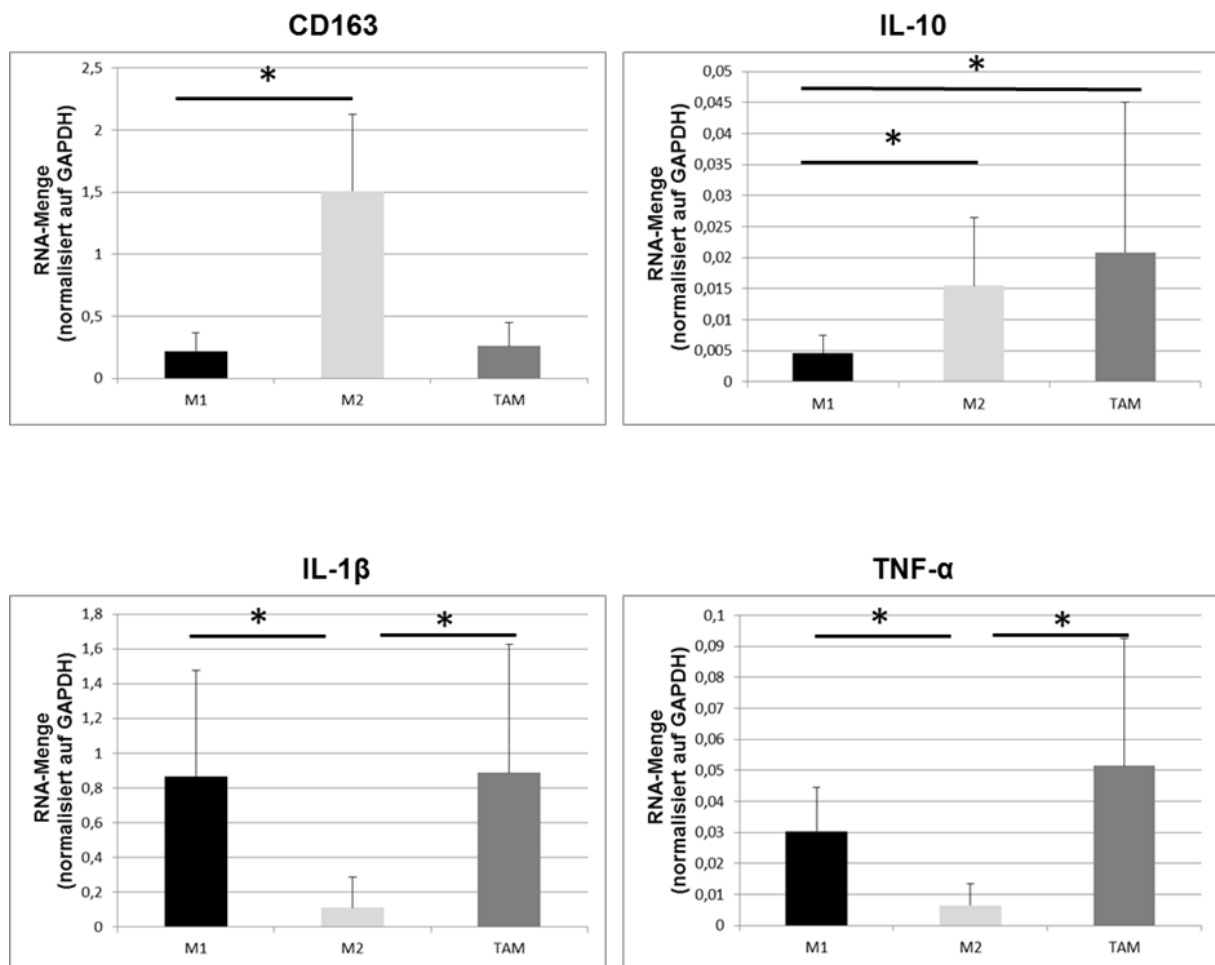 CD163
RNA-Menge
(normalisiert auf GAPDH)
*
2,5
2
1,5
1
0,5
0
M1
M2
TAM
IL-10
RNA-Menge
(normalisiert auf GAPDH)
*
*
0,05
0,045
0,04
0,035
0,03
0,025
0,02
0,015
0,01
0,005
0
M1
M2
TAM
IL-1β
RNA-Menge
(normalisiert auf GAPDH)
*
*
1,8
1,6
1,4
1,2
1
0,8
0,6
0,4
0,2
0
M1
M2
TAM
TNF-α
RNA-Menge
(normalisiert auf GAPDH)
*
*
0,1
0,09
0,08
0,07
0,06
0,05
0,04
0,03
0,02
0,01
0
M1
M2
TAM